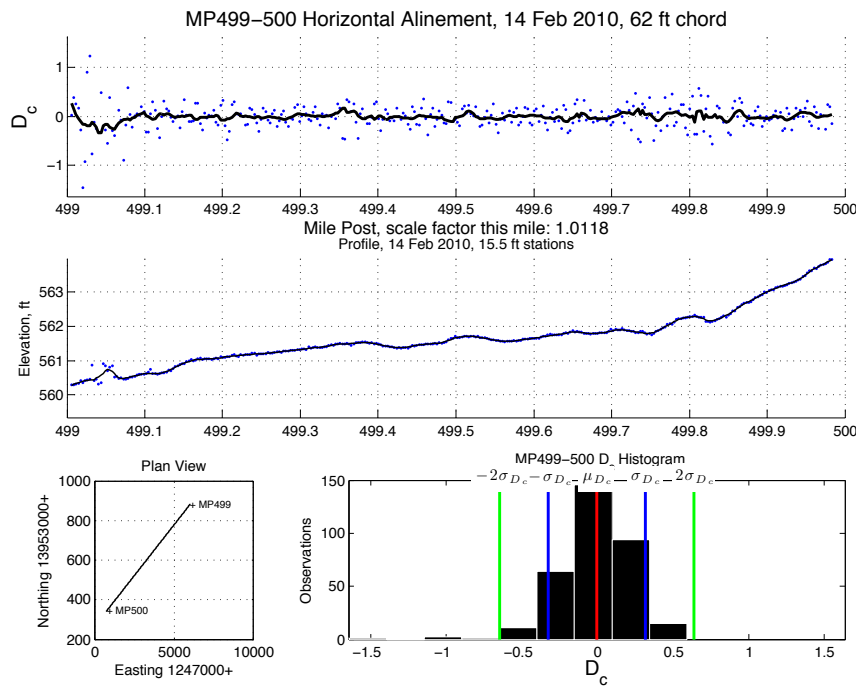 MP499−500 Horizontal Alinement, 14 Feb 2010, 62 ft chord
D_c
1
0
−1
499 499.1 499.2 499.3 499.4 499.5 499.6 499.7 499.8 499.9 500
Mile Post, scale factor this mile: 1.0118
Profile, 14 Feb 2010, 15.5 ft stations
Elevation, ft
563
562
561
560
499 499.1 499.2 499.3 499.4 499.5 499.6 499.7 499.8 499.9 500
Plan View
Northing 13953000+
1000
800
600
400
200
+ MP499
+ MP500
0 5000 10000
Easting 1247000+
MP499−500 D_c Histogram
−2σ_{D_c} −σ_{D_c} μ_{D_c} σ_{D_c} 2σ_{D_c}
Observations
150
100
50
0
−1.5 −1 −0.5 0 0.5 1 1.5
D_c